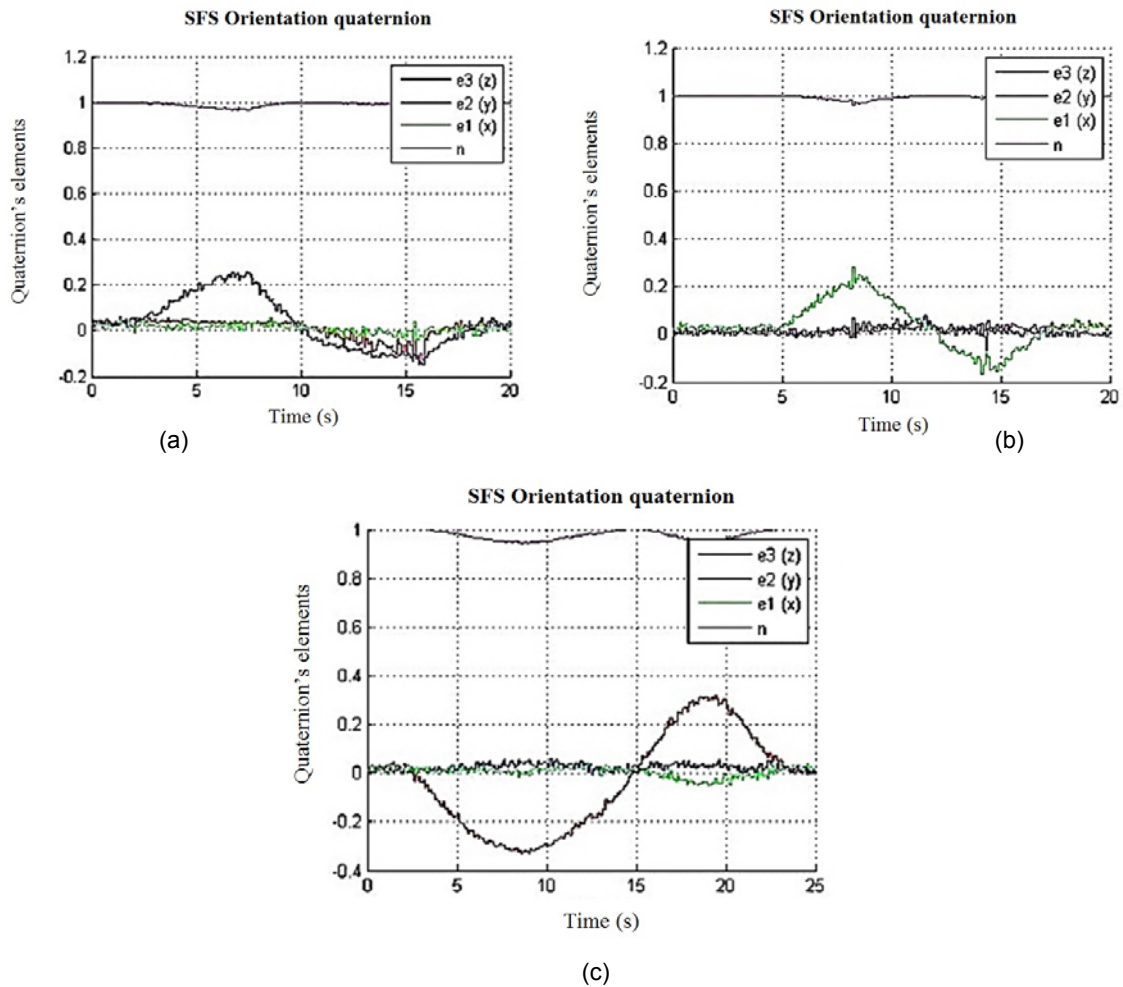 SFS Orientation quaternion
1.2
1
0.8
0.6
0.4
0.2
0
-0.2
0 5 10 15 20
Quaternion's elements
Time (s)
e3 (z)
e2 (y)
e1 (x)
n
(a)
SFS Orientation quaternion
1.2
1
0.8
0.6
0.4
0.2
0
-0.2
0 5 10 15 20
Quaternion's elements
Time (s)
e3 (z)
e2 (y)
e1 (x)
n
(b)
SFS Orientation quaternion
1
0.8
0.6
0.4
0.2
0
-0.2
-0.4
0 5 10 15 20 25
Quaternion's elements
Time (s)
e3 (z)
e2 (y)
e1 (x)
n
(c)